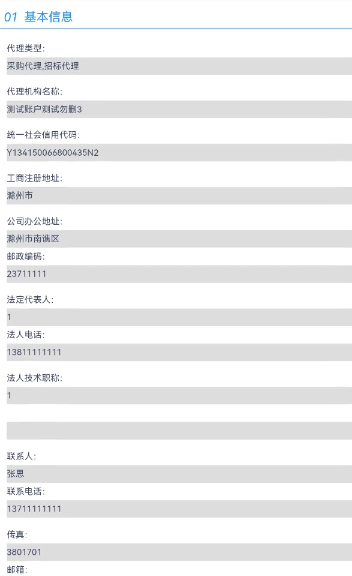 01 基本信息
代理类型:
采购代理,招标代理
代理机构名称:
测试账户测试勿删3
统一社会信用代码:
Y134150066800435N2
工商注册地址:
滁州市
公司办公地址:
滁州市南谯区
邮政编码:
23711111
法定代表人:
1
法人电话:
13811111111
法人技术职称:
1
联系人:
张思
联系电话:
13711111111
传真:
3801701
邮箱: